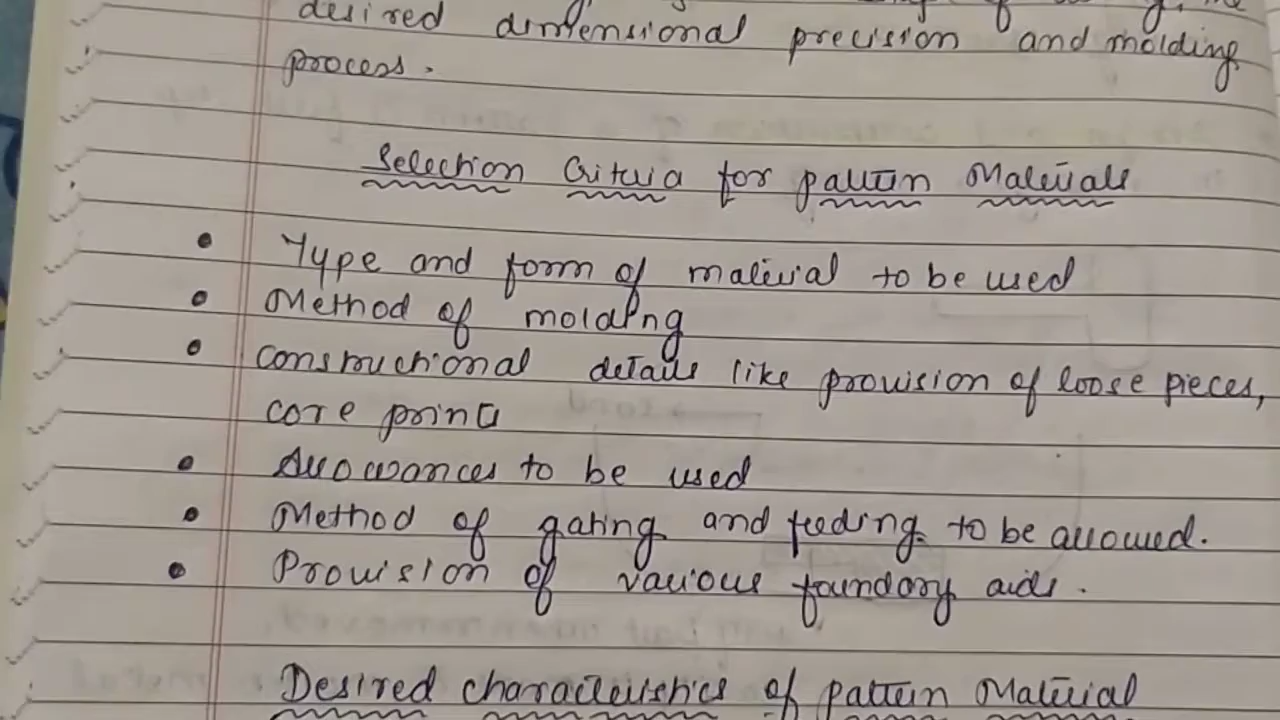 desired dimensional precision and molding
process.
Selection Criteria for pattern Materials
• Type and form of material to be used
• Method of molding
• constructional details like provision of loose pieces,
core prints
• Allowances to be used
• Method of gating and feeding to be allowed.
• Provision of various foundory aids.
Desired characteristics of pattern Material